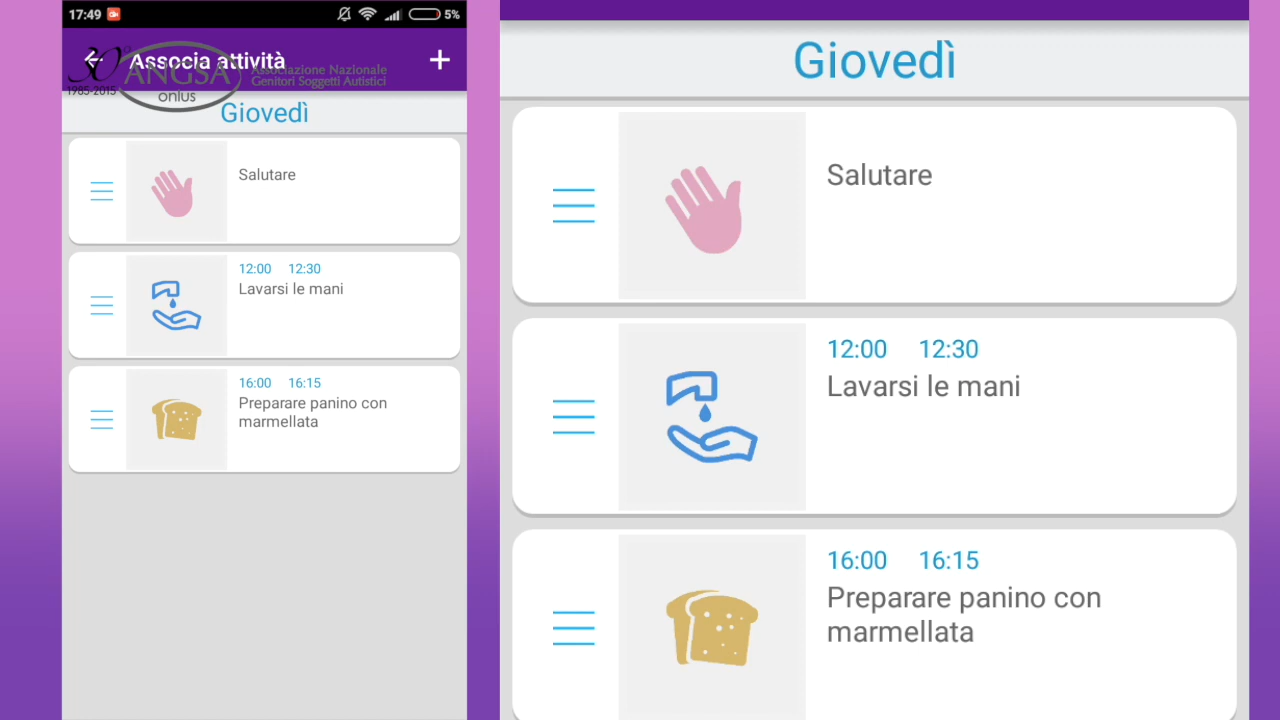 17:49
5%
Associa attività
+
30°
1985-2015
ANGSA
onlus
Associazione Nazionale
Genitori Soggetti Autistici
Giovedì
Salutare
12:00 12:30
Lavarsi le mani
16:00 16:15
Preparare panino con
marmellata
Giovedì
Salutare
12:00 12:30
Lavarsi le mani
16:00 16:15
Preparare panino con
marmellata